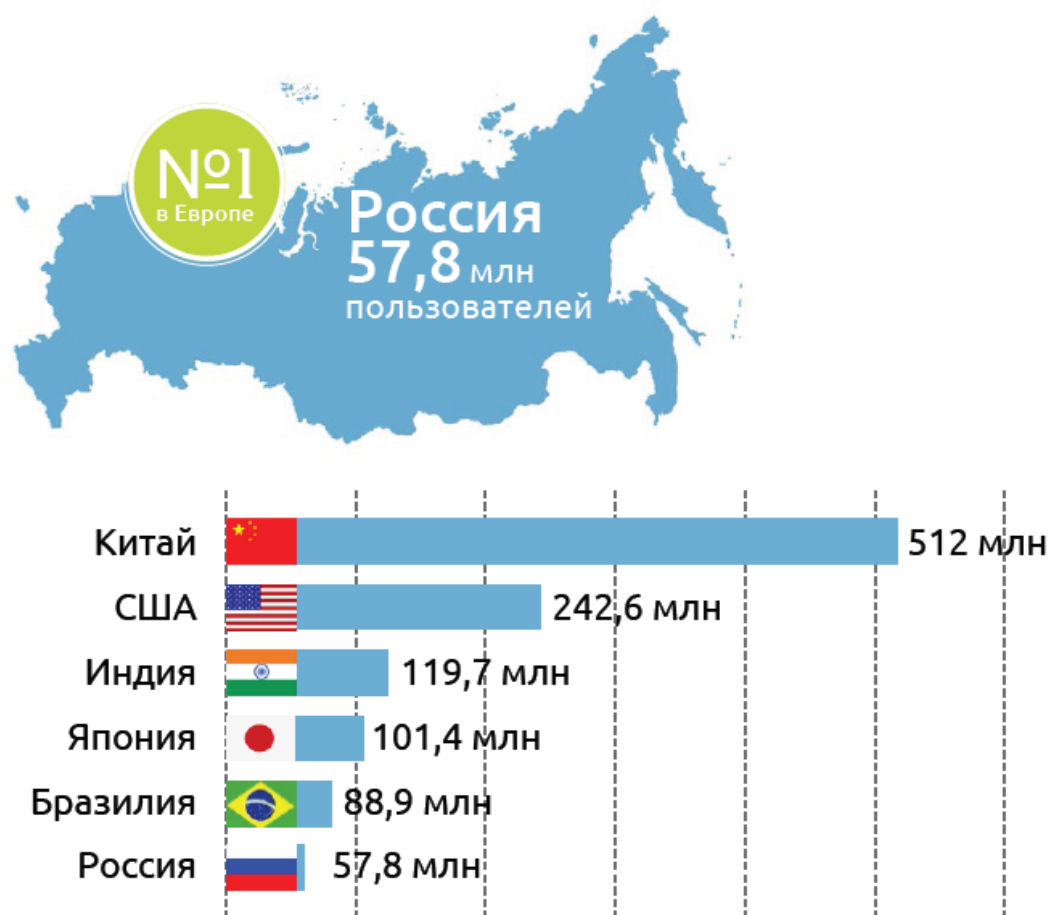 №1
в Европе
Россия
57,8 млн
пользователей
Китай 512 млн
США 242,6 млн
Индия 119,7 млн
Япония 101,4 млн
Бразилия 88,9 млн
Россия 57,8 млн